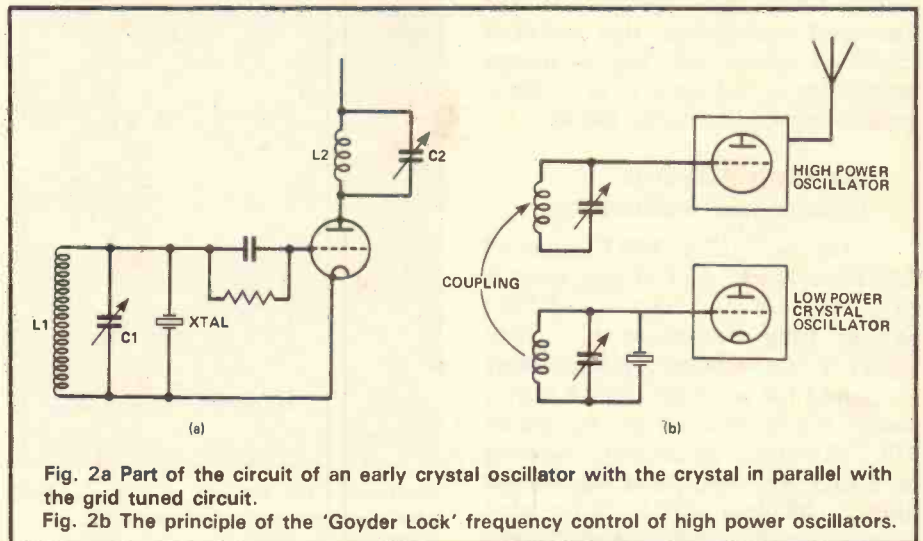 L2
C2
L1
C1
XTAL
(a)
HIGH POWER
OSCILLATOR
COUPLING
LOW POWER
CRYSTAL
OSCILLATOR
(b)
Fig. 2a Part of the circuit of an early crystal oscillator with the crystal in parallel with
the grid tuned circuit.
Fig. 2b The principle of the 'Goyder Lock' frequency control of high power oscillators.